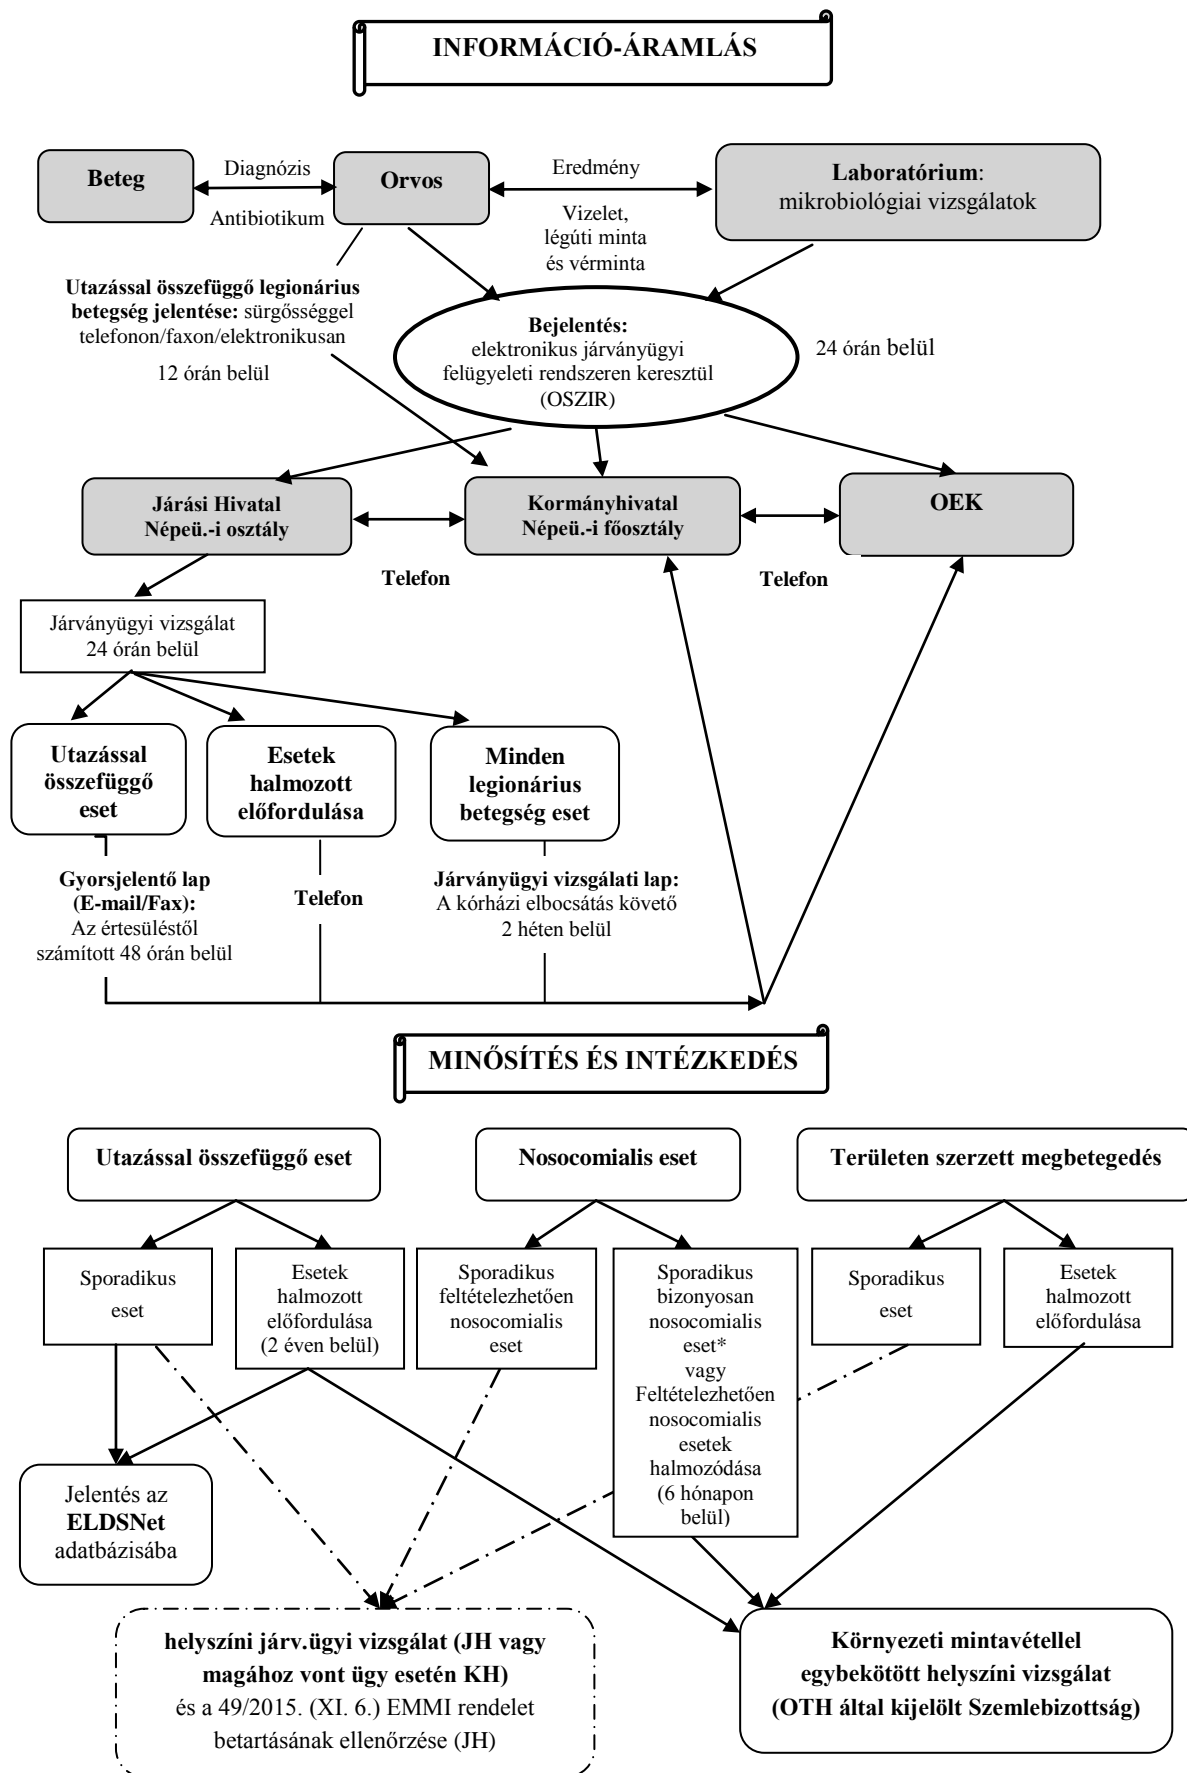 INFORMÁCIÓ-ÁRAMLÁS
Beteg
Diagnózis
Antibiotikum
Orvos
Eredmény
Vizelet,
légúti minta
és vérminta
Laboratórium:
mikrobiológiai vizsgálatok
Utazással összefüggő legionárius
betegség jelentése: sürgősséggel
telefonon/faxon/elektronikusan
12 órán belül
Bejelentés:
elektronikus járványügyi
felügyeleti rendszeren keresztül
(OSZIR)
24 órán belül
Járási Hivatal
Népeü.-i osztály
Kormányhivatal
Népeü.-i főosztály
OEK
Telefon
Telefon
Járványügyi vizsgálat
24 órán belül
Utazással
összefüggő
eset
Esetek
halmozott
előfordulása
Minden
legionárius
betegség eset
Gyorsjelentő lap
(E-mail/Fax):
Az értesüléstől
számított 48 órán belül
Telefon
Járványügyi vizsgálati lap:
A kórházi elbocsátás követő
2 héten belül
MINŐSÍTÉS ÉS INTÉZKEDÉS
Utazással összefüggő eset
Nosocomialis eset
Területen szerzett megbetegedés
Sporadikus
eset
Esetek
halmozott
előfordulása
(2 éven belül)
Sporadikus
feltételezhetően
nosocomialis
eset
Sporadikus
bizonyosan
nosocomialis
eset*
vagy
Feltételezhetően
nosocomialis
esetek
halmozódása
(6 hónapon
belül)
Sporadikus
eset
Esetek
halmozott
előfordulása
Jelentés az
ELDSNet
adatbázisába
helyszíni járv.ügyi vizsgálat (JH vagy
magához vont ügy esetén KH)
és a 49/2015. (XI. 6.) EMMI rendelet
betartásának ellenőrzése (JH)
Környezeti mintavétellel
egybekötött helyszíni vizsgálat
(OTH által kijelölt Szemlebizottság)